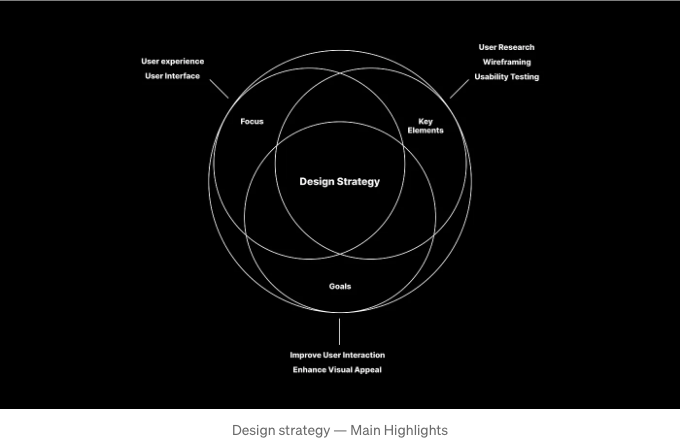 User experience
User Interface
User Research
Wireframing
Usability Testing
Focus
Key
Elements
Design Strategy
Goals
Improve User Interaction
Enhance Visual Appeal
Design strategy — Main Highlights